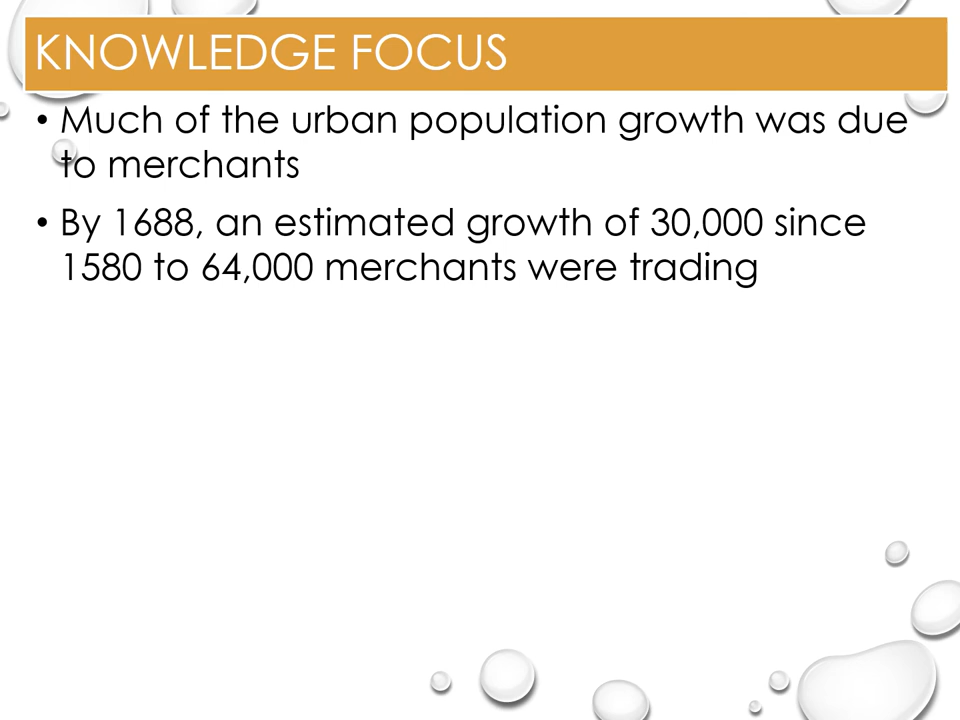 KNOWLEDGE FOCUS
• Much of the urban population growth was due
to merchants
• By 1688, an estimated growth of 30,000 since
1580 to 64,000 merchants were trading